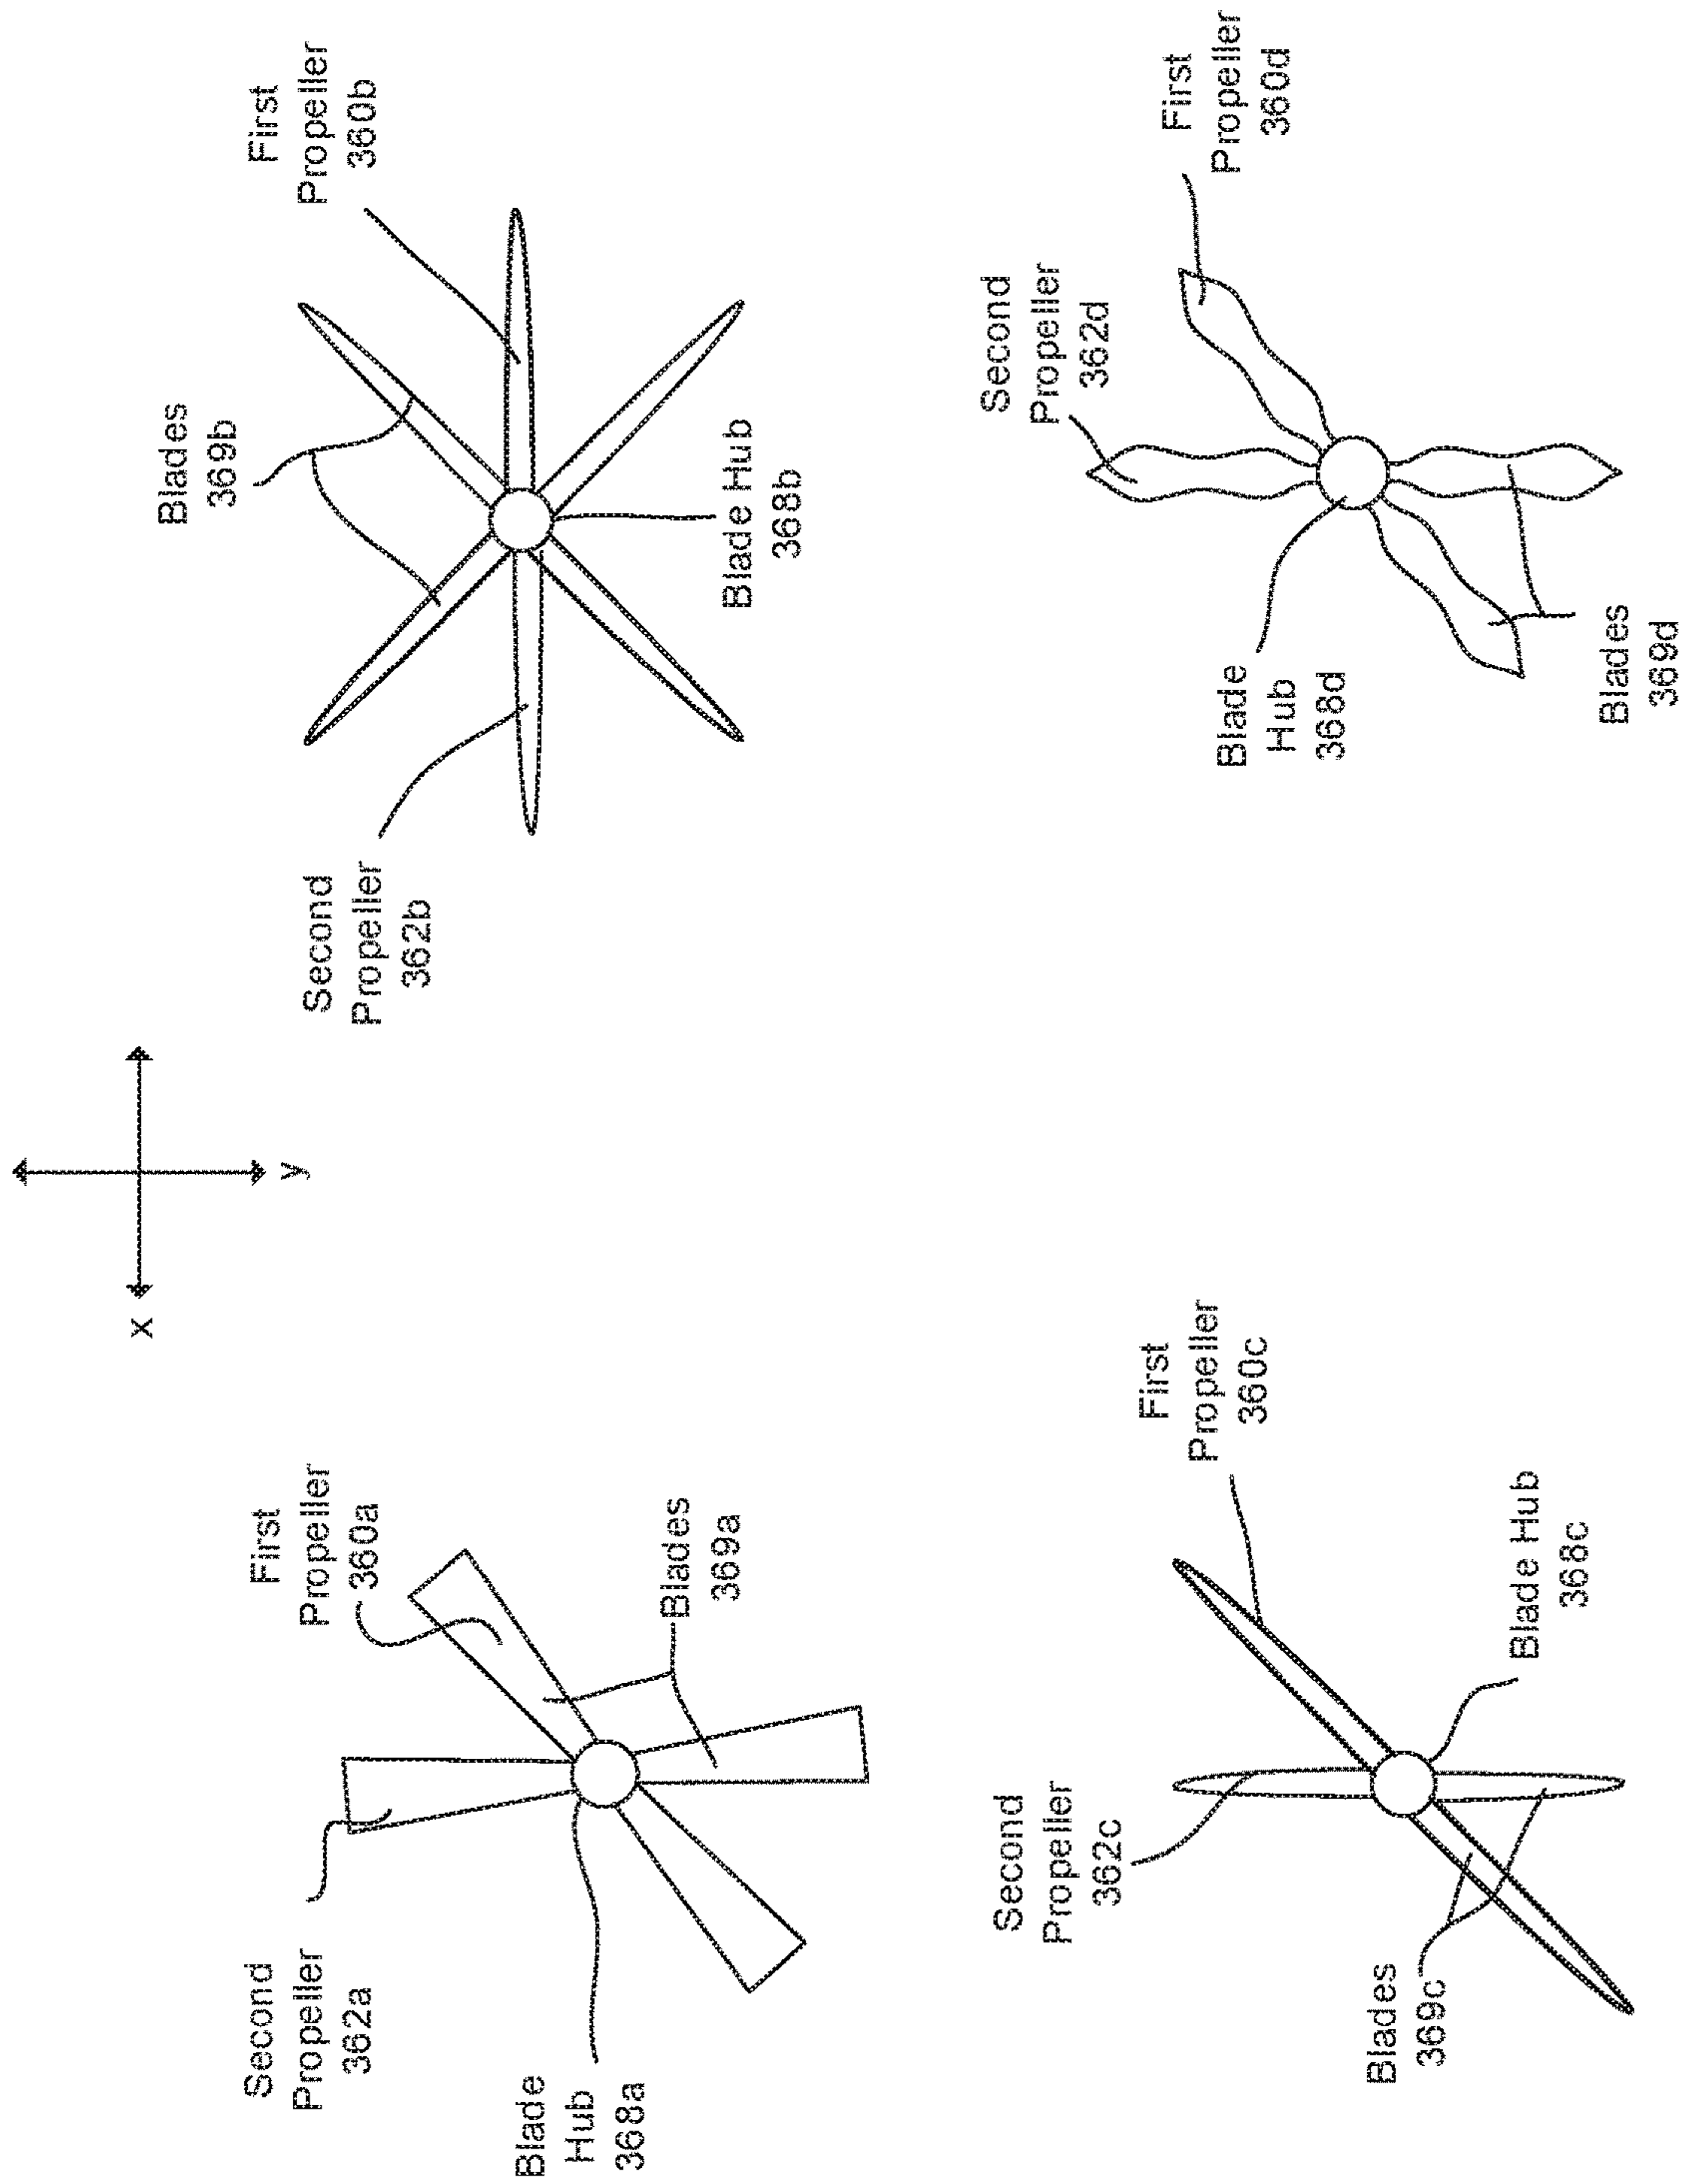 x
y
Second
Propeller
362a
First
Propeller
360a
Blade
Hub
368a
Blades
369a
Second
Propeller
362b
Blades
369b
First
Propeller
360b
Blade Hub
368b
Second
Propeller
362c
First
Propeller
360c
Blades
369c
Blade Hub
368c
Second
Propeller
362d
First
Propeller
360d
Blade
Hub
368d
Blades
369d